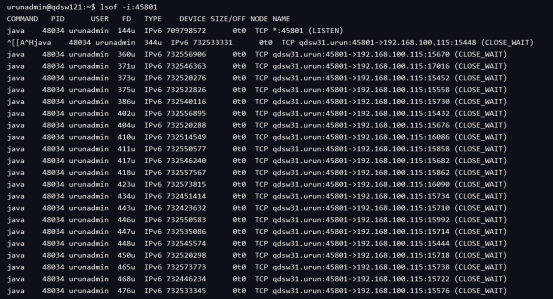 urunadmin@qdsw121:~$ lsof -i:45801
COMMAND PID USER FD TYPE DEVICE SIZE/OFF NODE NAME
java 48034 urunadmin 144u IPv6 709798572 0t0 TCP *:45801 (LISTEN)
^[[A^Hjava 48034 urunadmin 344u IPv6 732533331 0t0 TCP qdsw31.urun:45801->192.168.100.115:15448 (CLOSE_WAIT)
java 48034 urunadmin 360u IPv6 732556906 0t0 TCP qdsw31.urun:45801->192.168.100.115:15670 (CLOSE_WAIT)
java 48034 urunadmin 371u IPv6 732546363 0t0 TCP qdsw31.urun:45801->192.168.100.115:17016 (CLOSE_WAIT)
java 48034 urunadmin 373u IPv6 732520276 0t0 TCP qdsw31.urun:45801->192.168.100.115:15452 (CLOSE_WAIT)
java 48034 urunadmin 375u IPv6 732522826 0t0 TCP qdsw31.urun:45801->192.168.100.115:15558 (CLOSE_WAIT)
java 48034 urunadmin 386u IPv6 732540116 0t0 TCP qdsw31.urun:45801->192.168.100.115:15730 (CLOSE_WAIT)
java 48034 urunadmin 402u IPv6 732556895 0t0 TCP qdsw31.urun:45801->192.168.100.115:15432 (CLOSE_WAIT)
java 48034 urunadmin 404u IPv6 732520288 0t0 TCP qdsw31.urun:45801->192.168.100.115:15676 (CLOSE_WAIT)
java 48034 urunadmin 410u IPv6 732514549 0t0 TCP qdsw31.urun:45801->192.168.100.115:16086 (CLOSE_WAIT)
java 48034 urunadmin 411u IPv6 732550577 0t0 TCP qdsw31.urun:45801->192.168.100.115:15858 (CLOSE_WAIT)
java 48034 urunadmin 417u IPv6 732546240 0t0 TCP qdsw31.urun:45801->192.168.100.115:15682 (CLOSE_WAIT)
java 48034 urunadmin 418u IPv6 732557567 0t0 TCP qdsw31.urun:45801->192.168.100.115:15862 (CLOSE_WAIT)
java 48034 urunadmin 423u IPv6 732573815 0t0 TCP qdsw31.urun:45801->192.168.100.115:16090 (CLOSE_WAIT)
java 48034 urunadmin 434u IPv6 732451414 0t0 TCP qdsw31.urun:45801->192.168.100.115:15734 (CLOSE_WAIT)
java 48034 urunadmin 443u IPv6 732423632 0t0 TCP qdsw31.urun:45801->192.168.100.115:15710 (CLOSE_WAIT)
java 48034 urunadmin 446u IPv6 732550583 0t0 TCP qdsw31.urun:45801->192.168.100.115:15992 (CLOSE_WAIT)
java 48034 urunadmin 447u IPv6 732535086 0t0 TCP qdsw31.urun:45801->192.168.100.115:15714 (CLOSE_WAIT)
java 48034 urunadmin 448u IPv6 732545574 0t0 TCP qdsw31.urun:45801->192.168.100.115:15444 (CLOSE_WAIT)
java 48034 urunadmin 450u IPv6 732520298 0t0 TCP qdsw31.urun:45801->192.168.100.115:15718 (CLOSE_WAIT)
java 48034 urunadmin 465u IPv6 732573773 0t0 TCP qdsw31.urun:45801->192.168.100.115:15738 (CLOSE_WAIT)
java 48034 urunadmin 468u IPv6 732446234 0t0 TCP qdsw31.urun:45801->192.168.100.115:15722 (CLOSE_WAIT)
java 48034 urunadmin 476u IPv6 732533345 0t0 TCP qdsw31.urun:45801->192.168.100.115:15576 (CLOSE_WAIT)